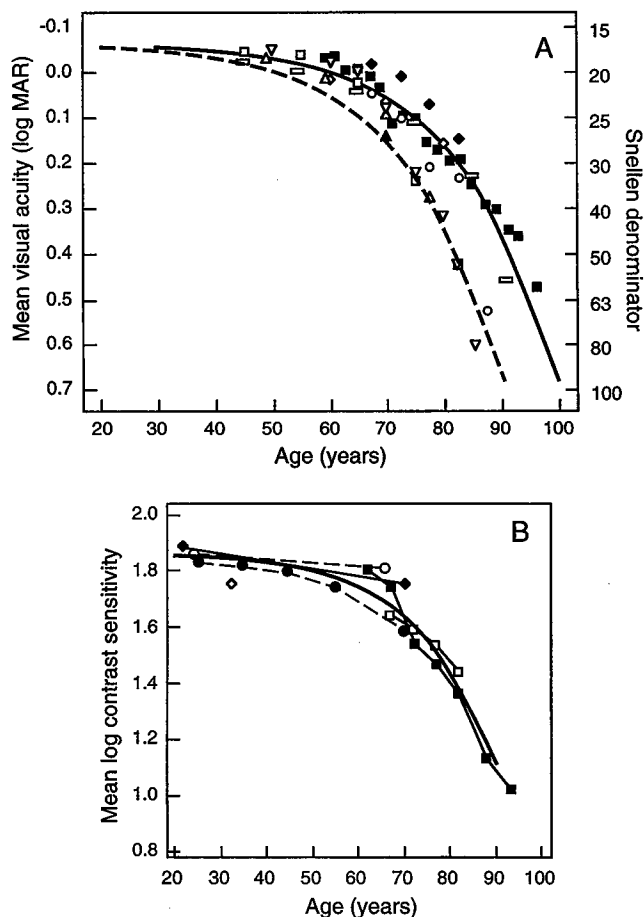 A
Mean visual acuity (log MAR)
-0.1
0.0
0.1
0.2
0.3
0.4
0.5
0.6
0.7
Snellen denominator
15
20
25
30
40
50
63
80
100
20 30 40 50 60 70 80 90 100
Age (years)
B
Mean log contrast sensitivity
2.0
1.8
1.6
1.4
1.2
1.0
0.8
20 30 40 50 60 70 80 90 100
Age (years)